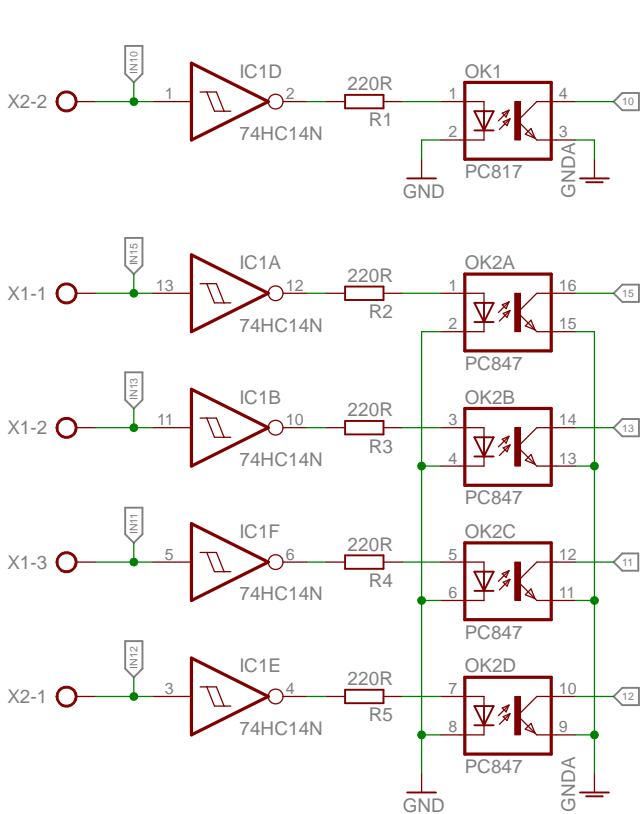 IN10
X2-2
1
IC1D
2
74HC14N
220R
R1
OK1
1
2
4
3
PC817
10
GND
GNDA
IN15
X1-1
13
IC1A
12
74HC14N
220R
R2
OK2A
1
2
16
15
PC847
15
IN13
X1-2
11
IC1B
10
74HC14N
220R
R3
OK2B
3
4
14
13
PC847
13
IN11
X1-3
5
IC1F
6
74HC14N
220R
R4
OK2C
5
6
12
11
PC847
11
IN12
X2-1
3
IC1E
4
74HC14N
220R
R5
OK2D
7
8
10
9
PC847
12
GND
GNDA